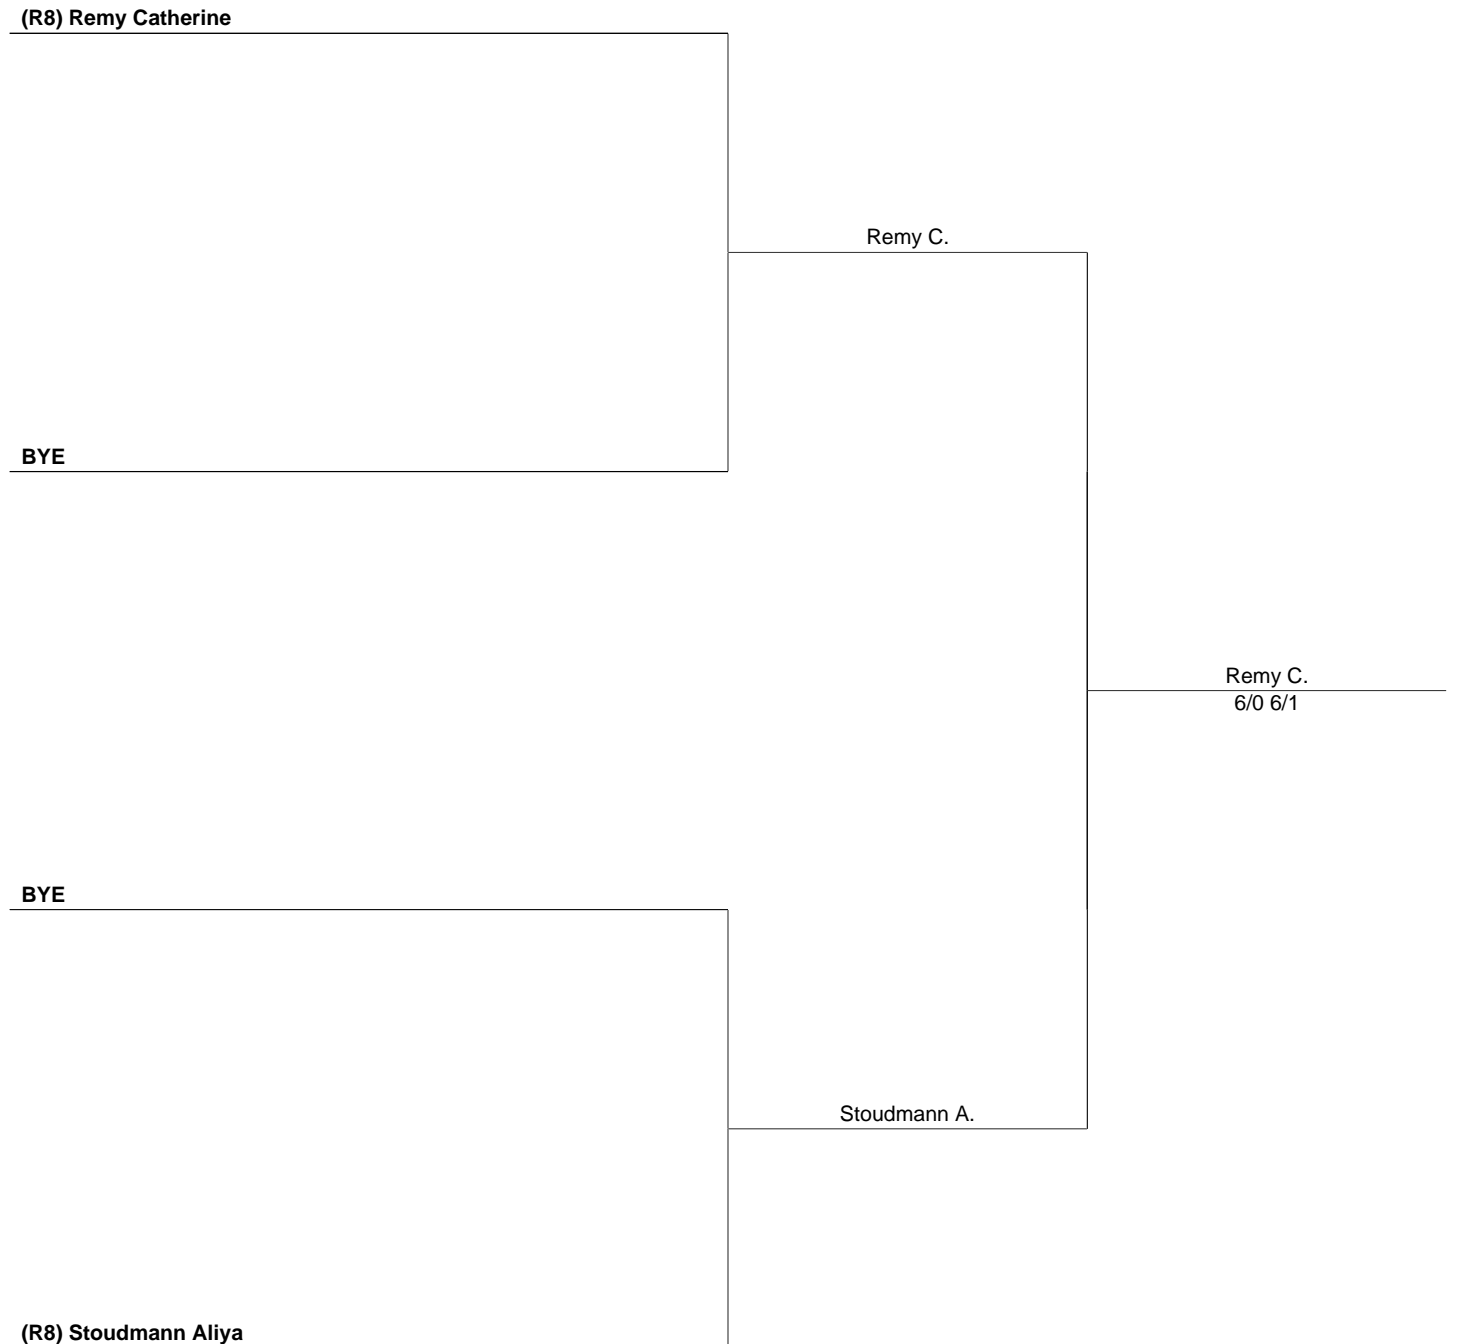 (R8) Remy Catherine
Remy C.
BYE
Remy C.
6/0 6/1
BYE
Stoudmann A.
(R8) Stoudmann Aliya